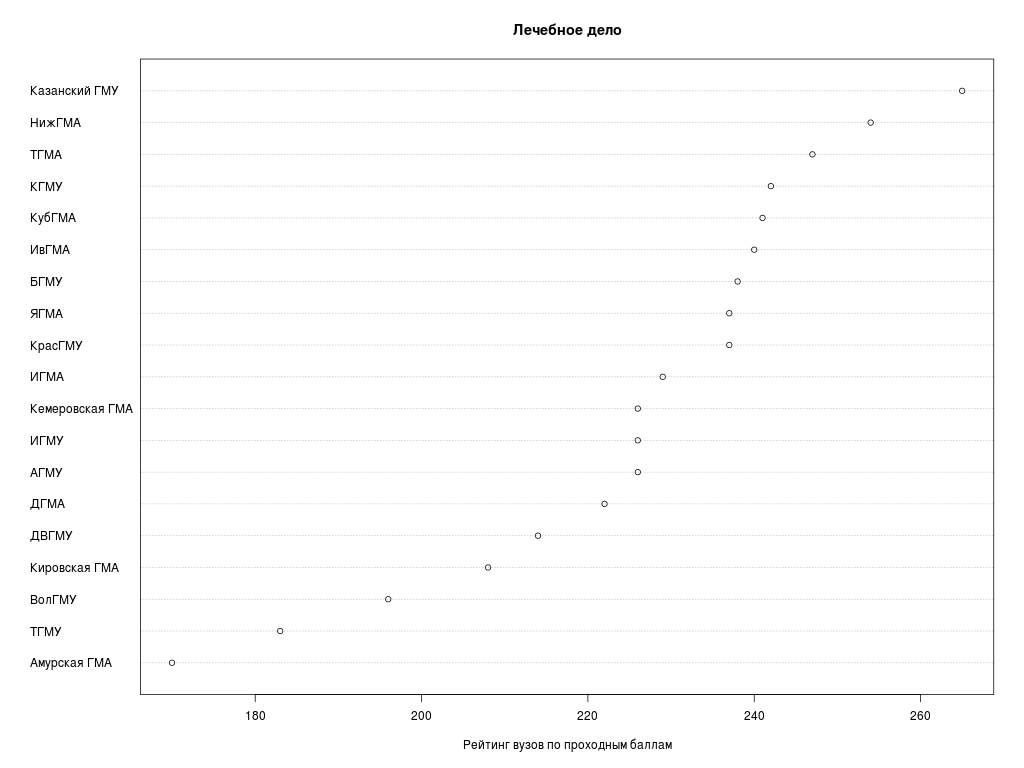 Лечебное дело
Казанский ГМУ
НижГМА
ТГМА
КГМУ
КубГМА
ИвГМА
БГМУ
ЯГМА
КрасГМУ
ИГМА
Кемеровская ГМА
ИГМУ
АГМУ
ДГМА
ДВГМУ
Кировская ГМА
ВолГМУ
ТГМУ
Амурская ГМА
180 200 220 240 260
Рейтинг вузов по проходным баллам